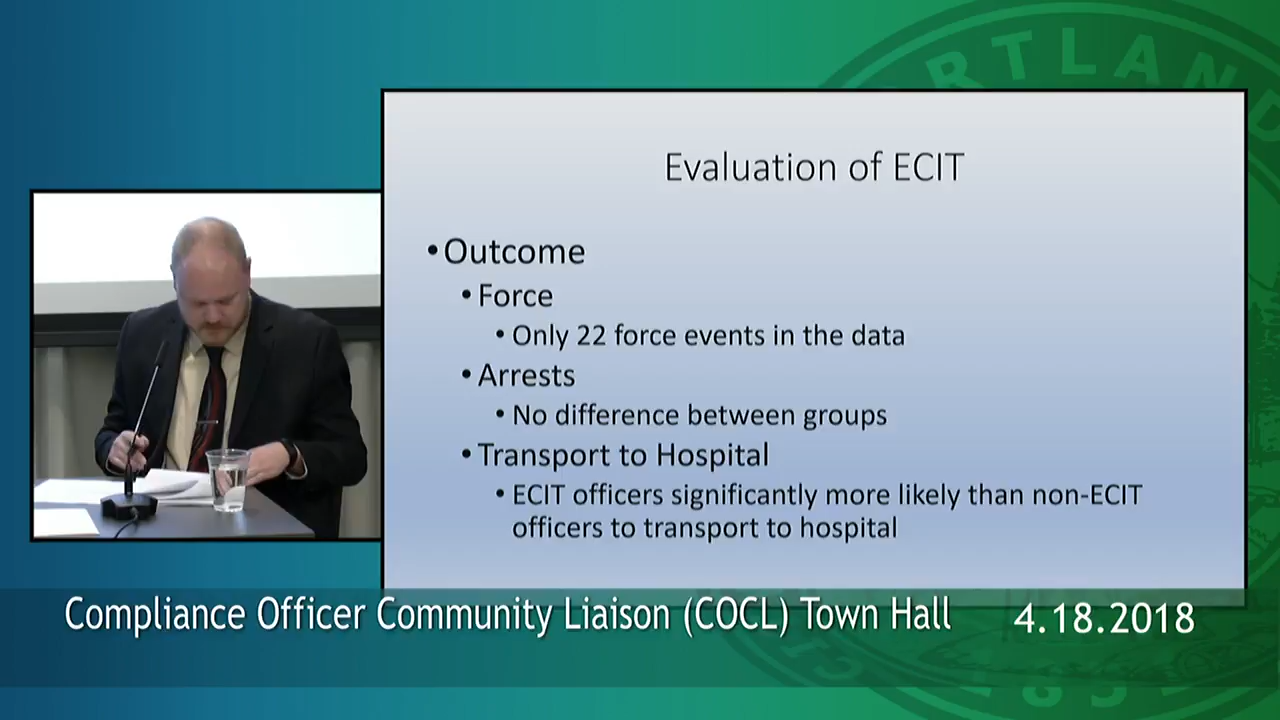 RTLAND
Evaluation of ECIT
•Outcome
•Force
•Only 22 force events in the data
•Arrests
•No difference between groups
•Transport to Hospital
•ECIT officers significantly more likely than non-ECIT
officers to transport to hospital
Compliance Officer Community Liaison (COCL) Town Hall
4.18.2018